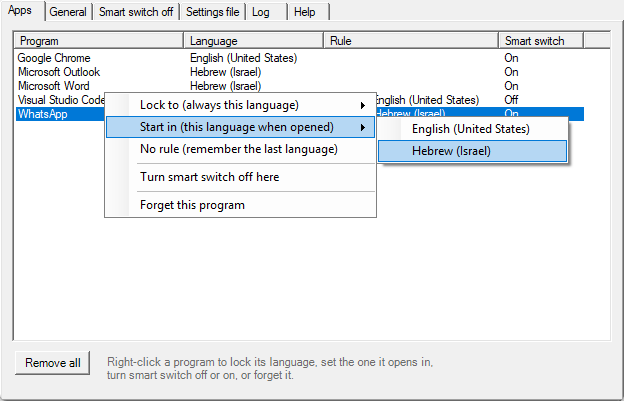 Apps General Smart switch off Settings file Log Help
Program Language Rule Smart switch
Google Chrome English (United States) On
Microsoft Outlook Hebrew (Israel) On
Microsoft Word Hebrew (Israel) On
Visual Studio Code English (United States) Off
WhatsApp Hebrew (Israel) On
Lock to (always this language)
Start in (this language when opened)
No rule (remember the last language)
Turn smart switch off here
Forget this program
English (United States)
Hebrew (Israel)
Remove all
Right-click a program to lock its language, set the one it opens in,
turn smart switch off or on, or forget it.